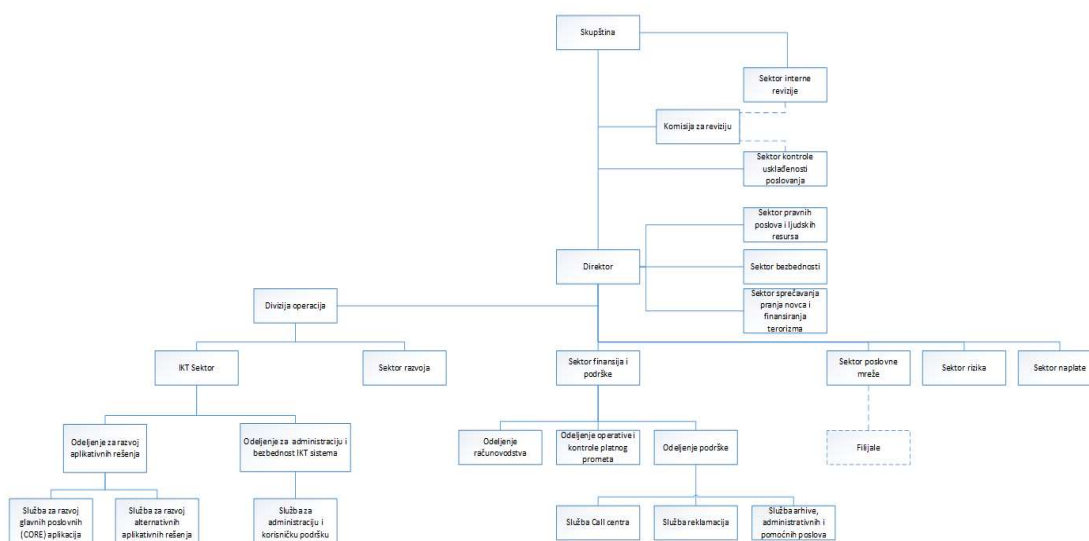 Skupština
Sektor interne
revizije
Komisija za reviziju
Sektor kontrole
usklađenosti
poslovanja
Sektor pravnih
poslova i ljudskih
resursa
Direktor
Sektor bezbednosti
Sektor sprečavanja
pranja novca i
finansiranja
terorizma
Divizija operacija
IKT Sektor
Sektor razvoja
Sektor finansija i
podrške
Sektor poslovne
mreže
Sektor rizika
Sektor naplate
Odeljenje za razvoj
aplikativnih rešenja
Odeljenje za administraciju i
bezbednost IKT sistema
Odeljenje
računovodstva
Odeljenje operative i
kontrole platnog
prometa
Odeljenje podrške
Filijale
Služba za razvoj
glavnih poslovnih
(CORE) aplikacija
Služba za razvoj
alternativnih
aplikativnih rešenja
Služba za
administraciju i
korisničku podršku
Služba Call centra
Služba reklamacija
Služba arhive,
administrativnih i
pomoćnih poslova